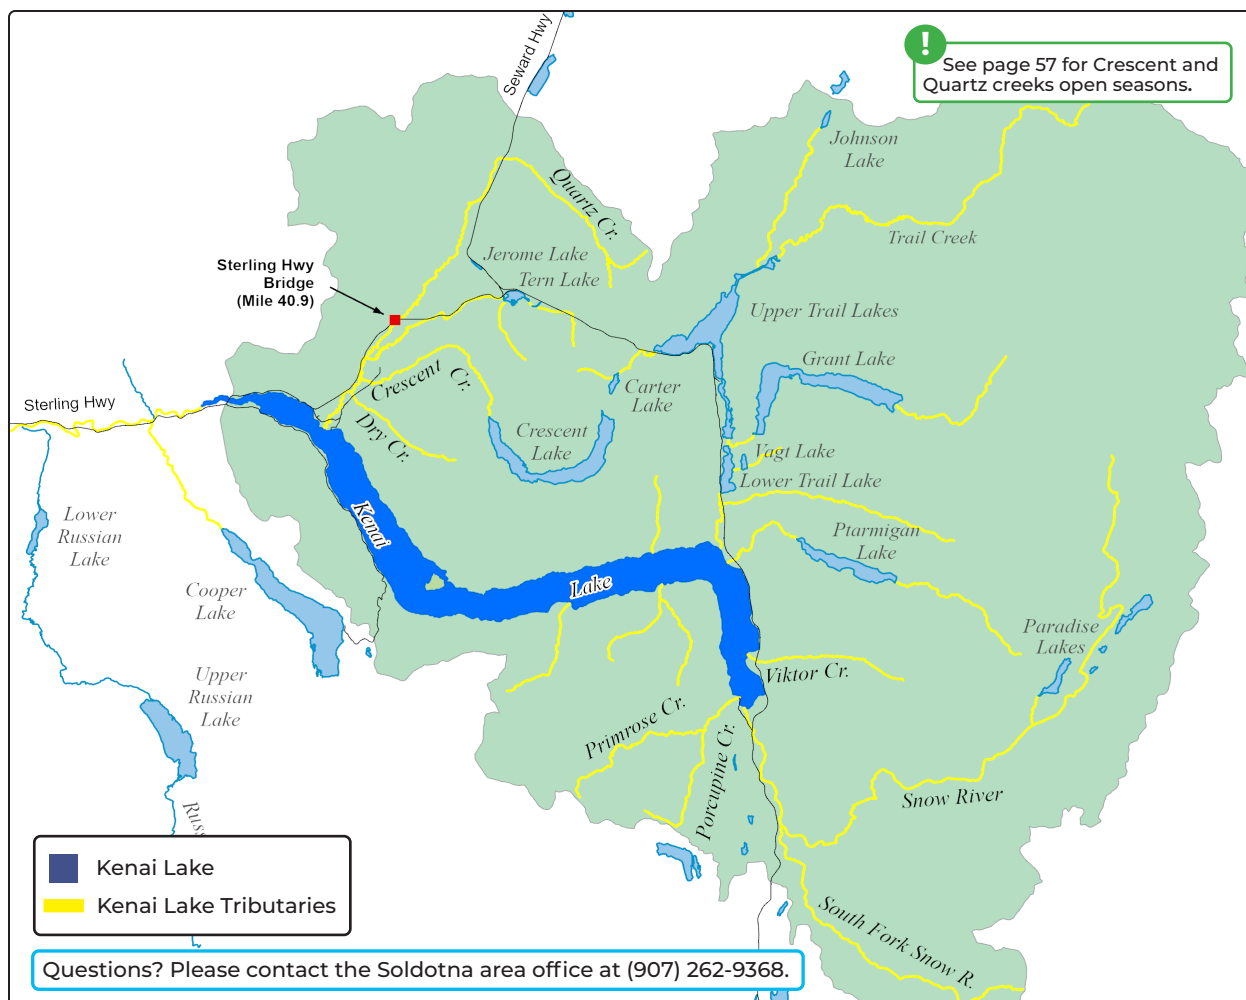 Seward Hwy
!
See page 57 for Crescent and
Quartz creeks open seasons.
Johnson
Lake
Quartz Cr.
Trail Creek
Jerome Lake
Tern Lake
Sterling Hwy
Bridge
(Mile 40.9)
Upper Trail Lakes
Grant Lake
Crescent Cr.
Carter
Lake
Sterling Hwy
Dry Cr.
Crescent
Lake
Vagt Lake
Lower Trail Lake
Lower
Russian
Lake
Kenai
Lake
Ptarmigan
Lake
Cooper
Lake
Paradise
Lakes
Upper
Russian
Lake
Viktor Cr.
Primrose Cr.
Porcupine Cr.
Snow River
Russ
Kenai Lake
Kenai Lake Tributaries
South Fork Snow R.
Questions? Please contact the Soldotna area office at (907) 262-9368.